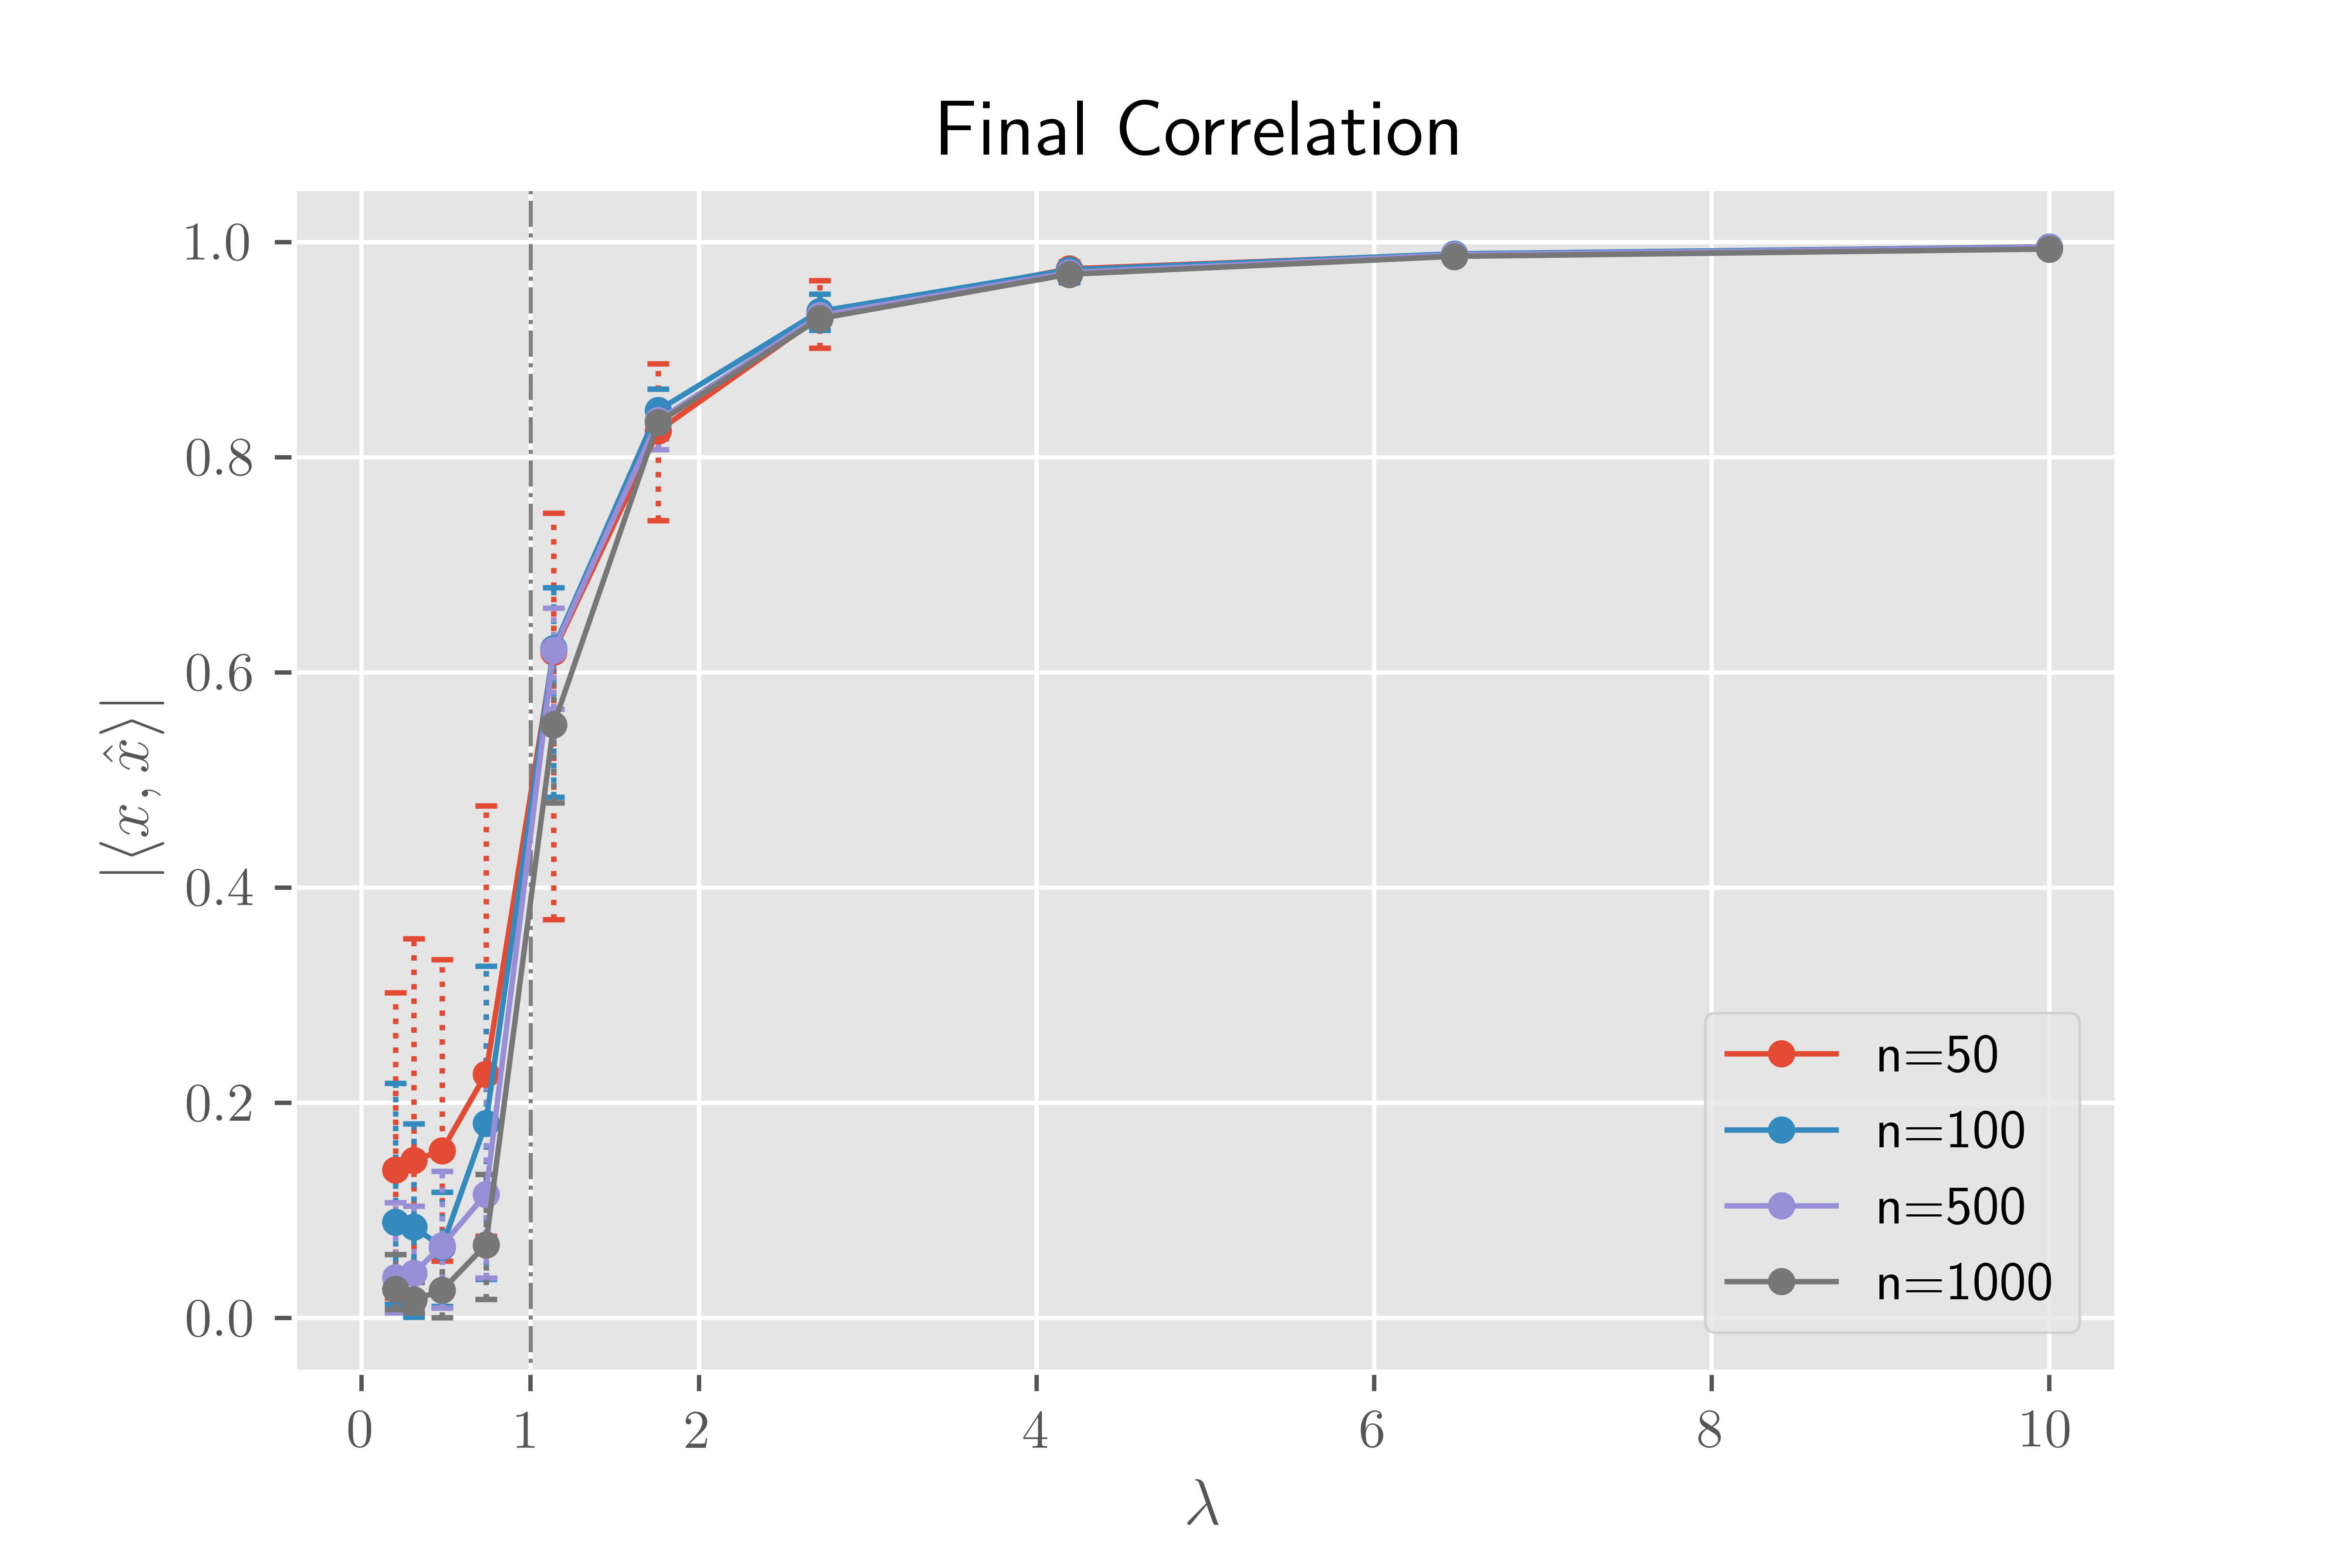 Final Correlation
1.0
0.8
0.6
0.4
0.2
0.0
|⟨x, x̂⟩|
n=50
n=100
n=500
n=1000
0 1 2 4 6 8 10
λ